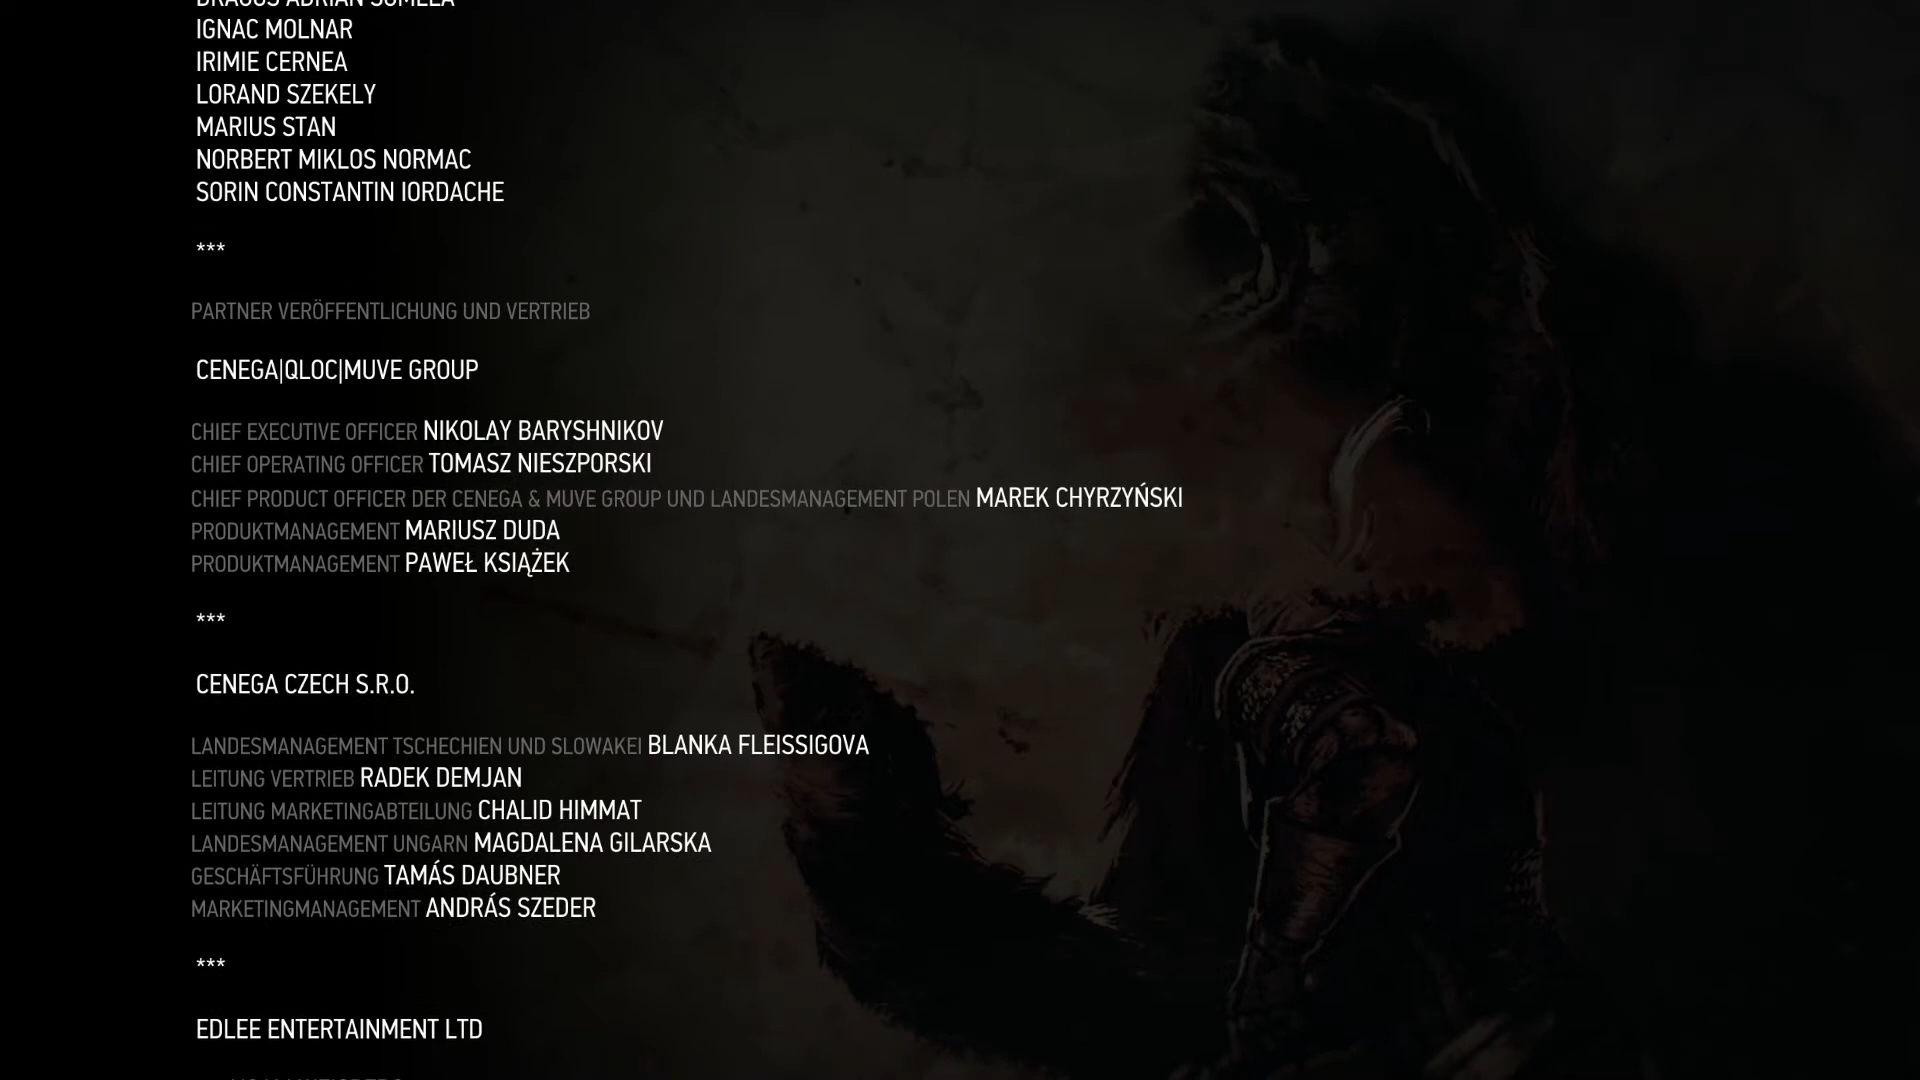 DRAGOS ADRIAN SUMLEA
IGNAC MOLNAR
IRIMIE CERNEA
LORAND SZEKELY
MARIUS STAN
NORBERT MIKLOS NORMAC
SORIN CONSTANTIN IORDACHE
***
PARTNER VERÖFFENTLICHUNG UND VERTRIEB
CENEGA|QLOC|MUVE GROUP
CHIEF EXECUTIVE OFFICER NIKOLAY BARYSHNIKOV
CHIEF OPERATING OFFICER TOMASZ NIESZPORSKI
CHIEF PRODUCT OFFICER DER CENEGA & MUVE GROUP UND LANDESMANAGEMENT POLEN MAREK CHYRZYŃSKI
PRODUKTMANAGEMENT MARIUSZ DUDA
PRODUKTMANAGEMENT PAWEŁ KSIĄŻEK
***
CENEGA CZECH S.R.O.
LANDESMANAGEMENT TSCHECHIEN UND SLOWAKEI BLANKA FLEISSIGOVA
LEITUNG VERTRIEB RADEK DEMJAN
LEITUNG MARKETINGABTEILUNG CHALID HIMMAT
LANDESMANAGEMENT UNGARN MAGDALENA GILARSKA
GESCHÄFTSFÜHRUNG TAMÁS DAUBNER
MARKETINGMANAGEMENT ANDRÁS SZEDER
***
EDLEE ENTERTAINMENT LTD